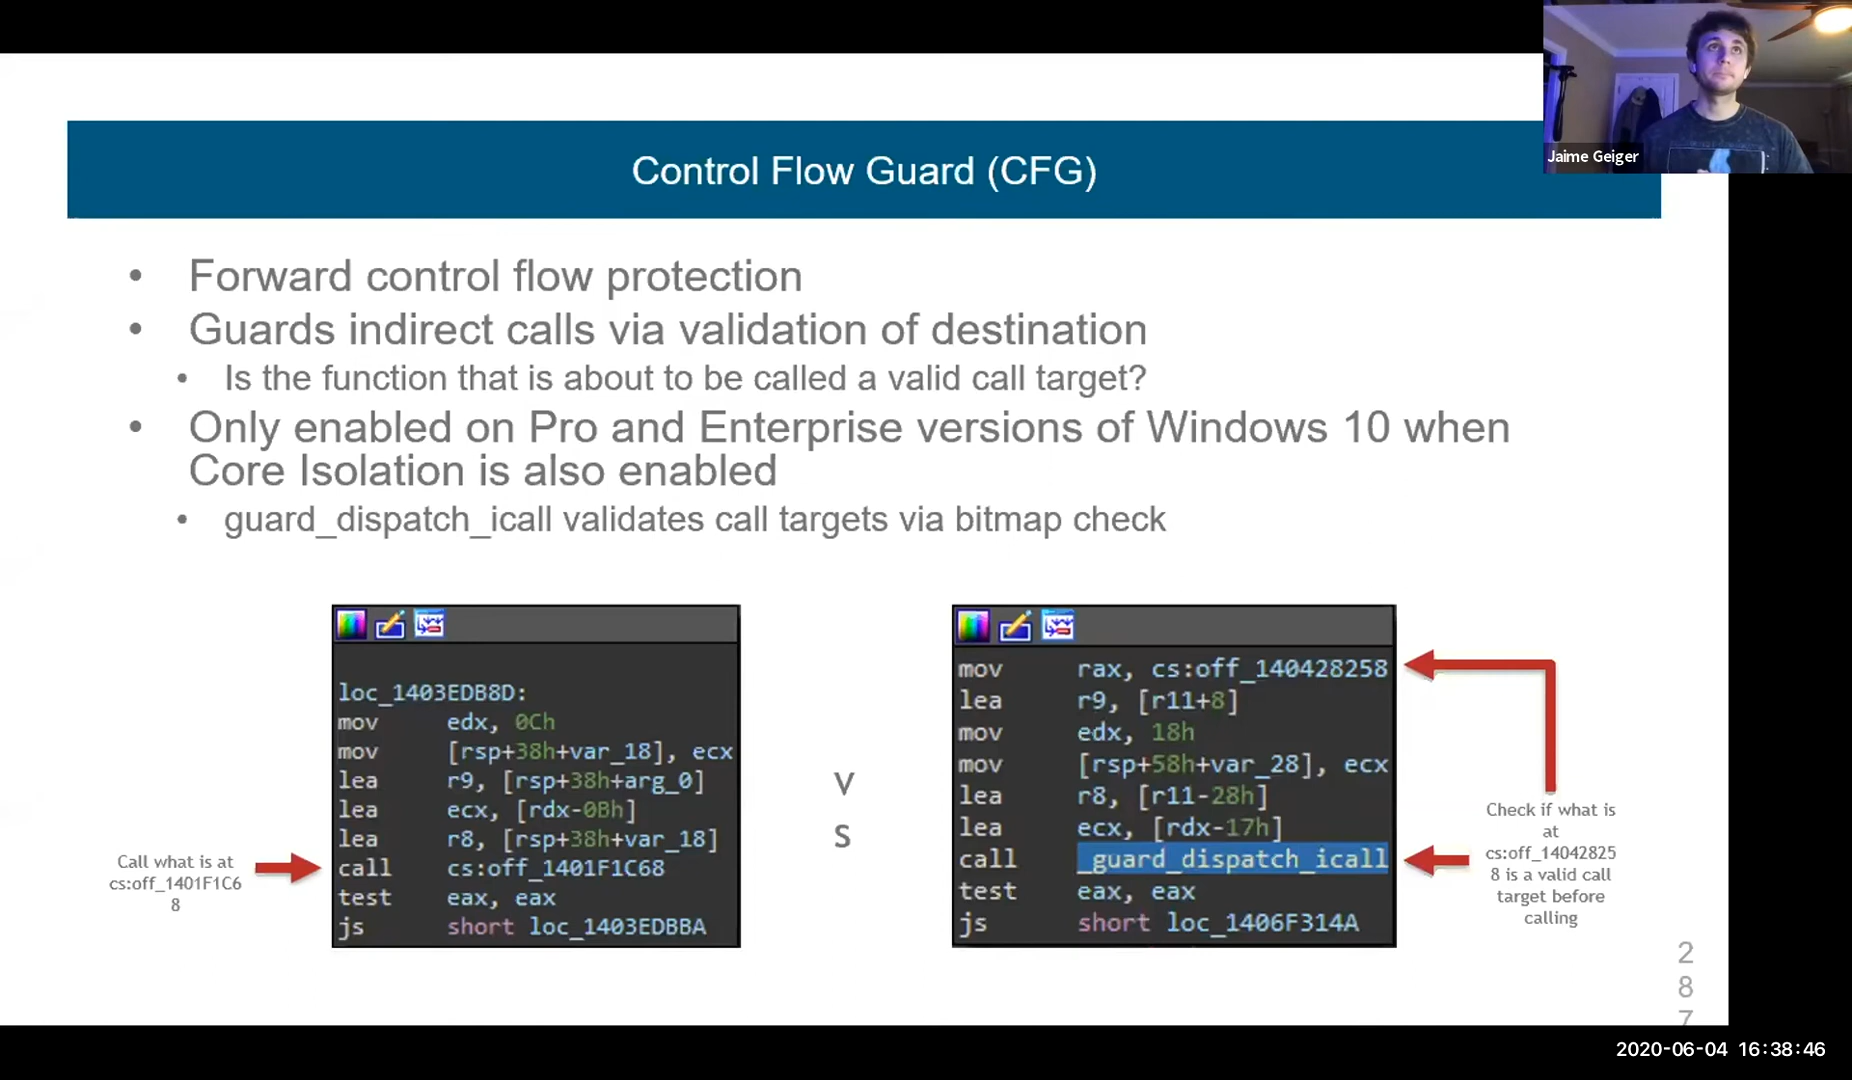 Jaime Geiger
Control Flow Guard (CFG)
• Forward control flow protection
• Guards indirect calls via validation of destination
• Is the function that is about to be called a valid call target?
• Only enabled on Pro and Enterprise versions of Windows 10 when
Core Isolation is also enabled
• guard_dispatch_icall validates call targets via bitmap check
Call what is at
cs:off_1401F1C6
8
loc_1403EDB8D:
mov edx, 0Ch
mov [rsp+38h+var_18], ecx
lea r9, [rsp+38h+arg_0]
lea ecx, [rdx-0Bh]
lea r8, [rsp+38h+var_18]
call cs:off_1401F1C68
test eax, eax
js short loc_1403EDBBA
V
S
mov rax, cs:off_140428258
lea r9, [r11+8]
mov edx, 18h
mov [rsp+58h+var_28], ecx
lea r8, [r11-28h]
lea ecx, [rdx-17h]
call _guard_dispatch_icall
test eax, eax
js short loc_1406F314A
Check if what is
at
cs:off_14042825
8 is a valid call
target before
calling
2
8
7
2020-06-04 16:38:46